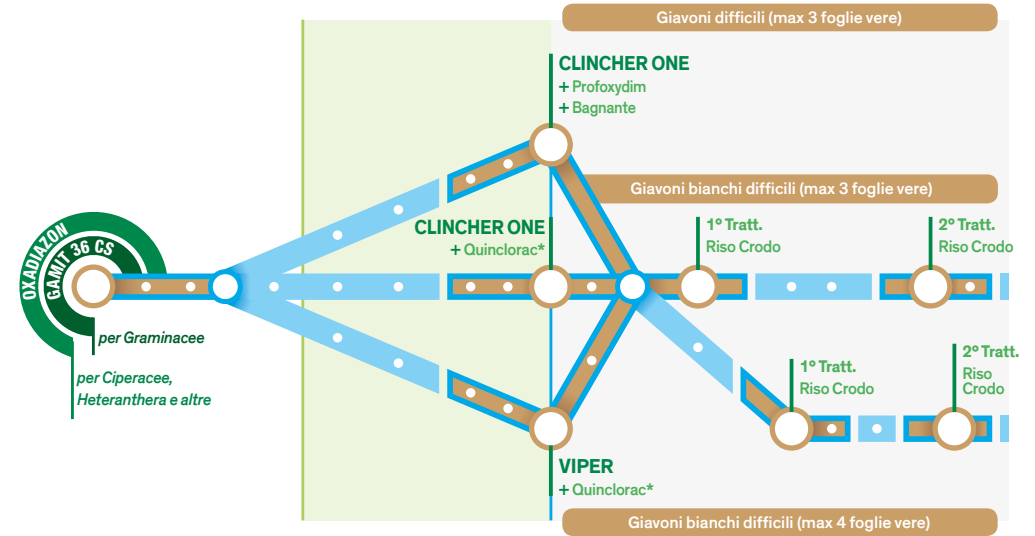 Giavoni difficili (max 3 foglie vere)
CLINCHER ONE
+ Profoxydim
+ Bagnante
Giavoni bianchi difficili (max 3 foglie vere)
OXADIAZON
GAMIT 36 CS
CLINCHER ONE
+ Quinclorac*
1° Tratt.
Riso Crodo
2° Tratt.
Riso Crodo
per Graminacee
per Ciperacee,
Heteranthera e altre
1° Tratt.
Riso Crodo
2° Tratt.
Riso
Crodo
VIPER
+ Quinclorac*
Giavoni bianchi difficili (max 4 foglie vere)